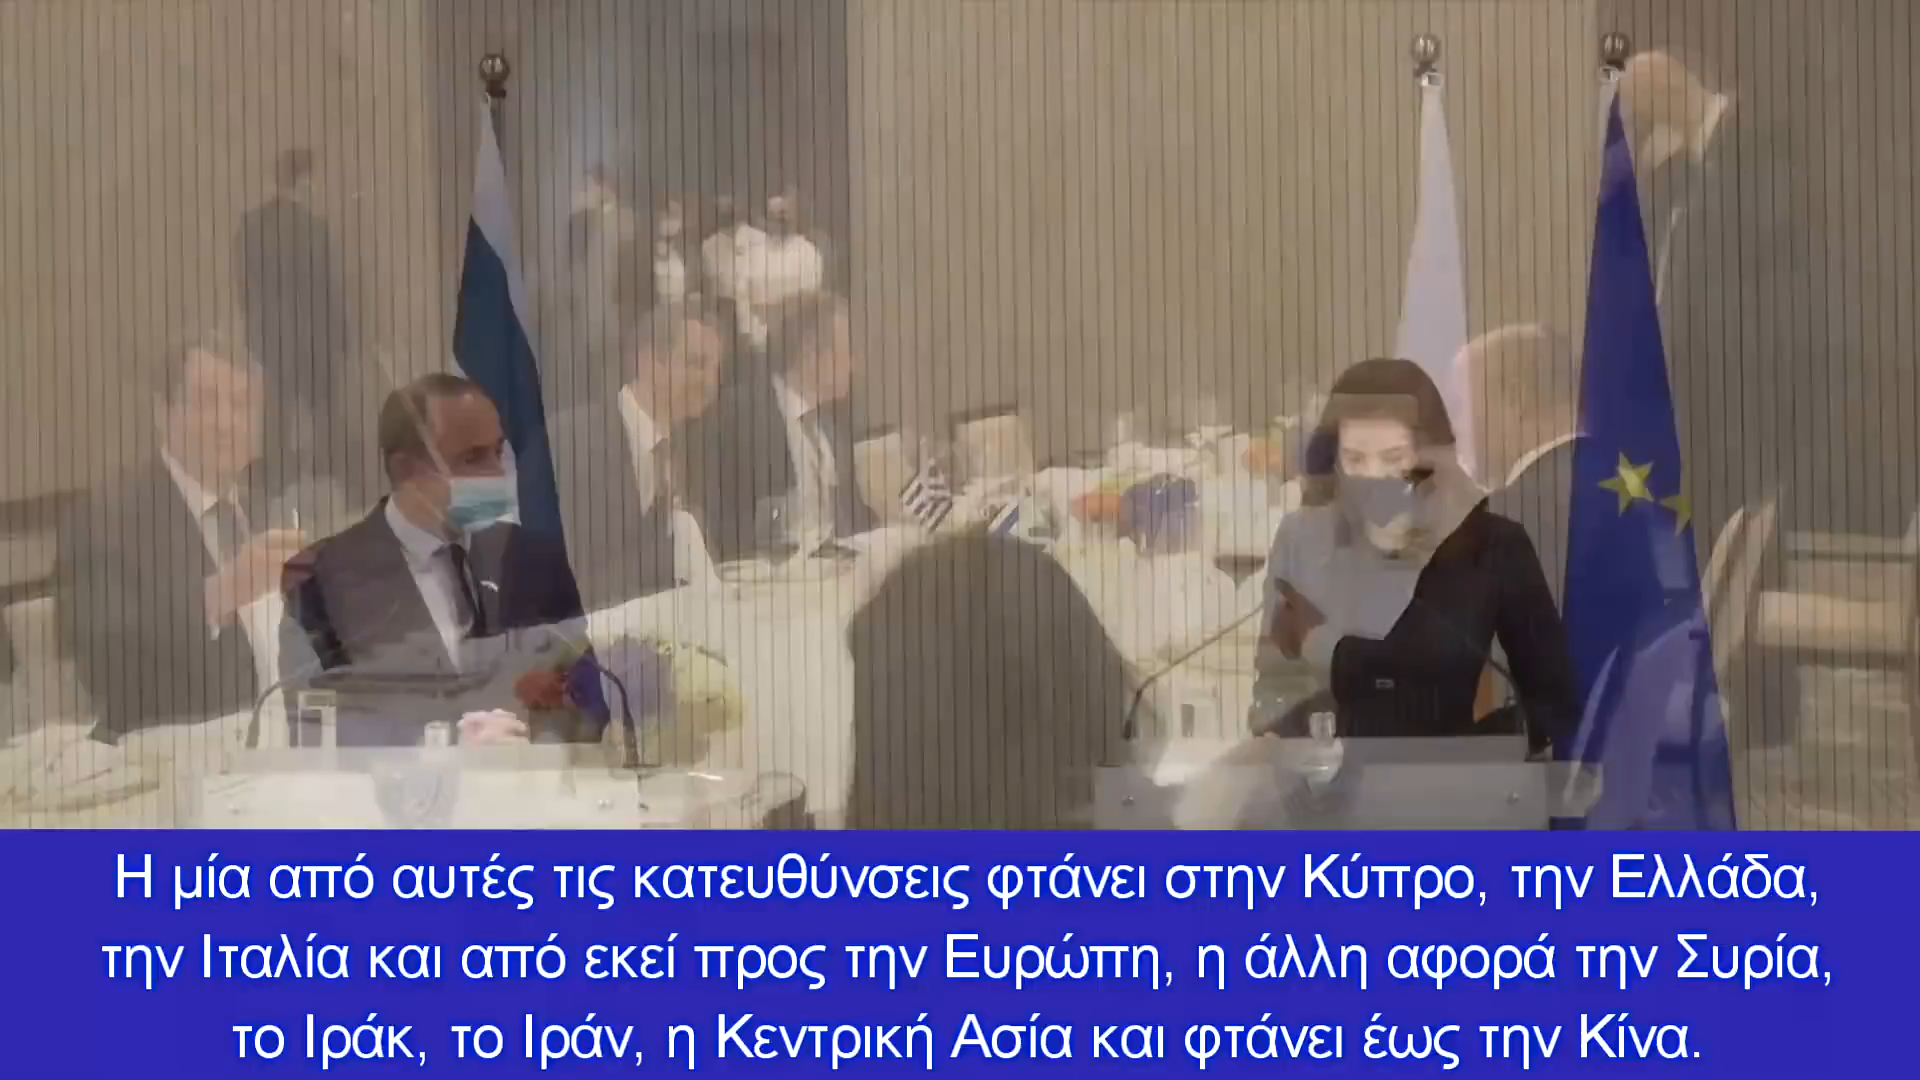 Η μία από αυτές τις κατευθύνσεις φτάνει στην Κύπρο, την Ελλάδα,
την Ιταλία και από εκεί προς την Ευρώπη, η άλλη αφορά την Συρία,
το Ιράκ, το Ιράν, η Κεντρική Ασία και φτάνει έως την Κίνα.